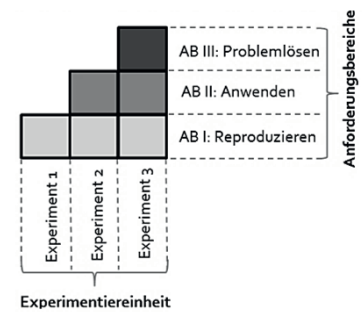 AB III: Problemlösen
AB II: Anwenden
AB I: Reproduzieren
Anforderungsbereiche
Experiment 1
Experiment 2
Experiment 3
Experimentiereinheit